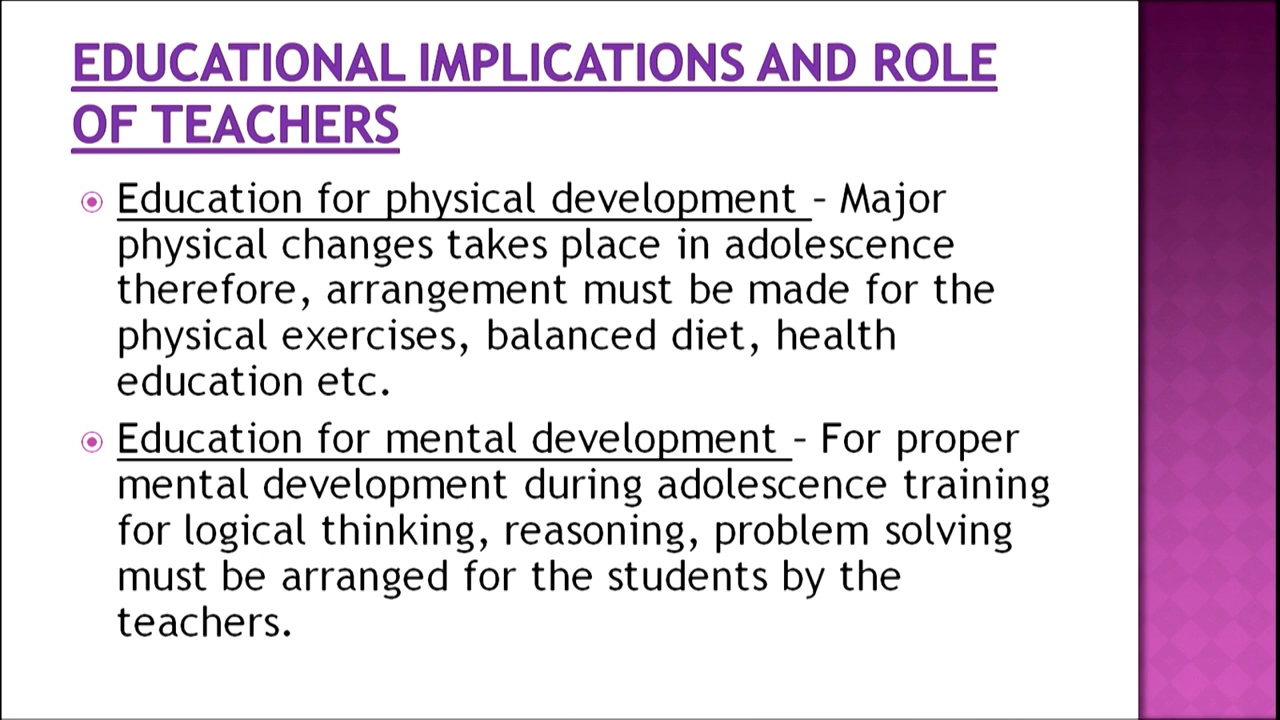 EDUCATIONAL IMPLICATIONS AND ROLE
OF TEACHERS
Education for physical development - Major
physical changes takes place in adolescence
therefore, arrangement must be made for the
physical exercises, balanced diet, health
education etc.
Education for mental development - For proper
mental development during adolescence training
for logical thinking, reasoning, problem solving
must be arranged for the students by the
teachers.